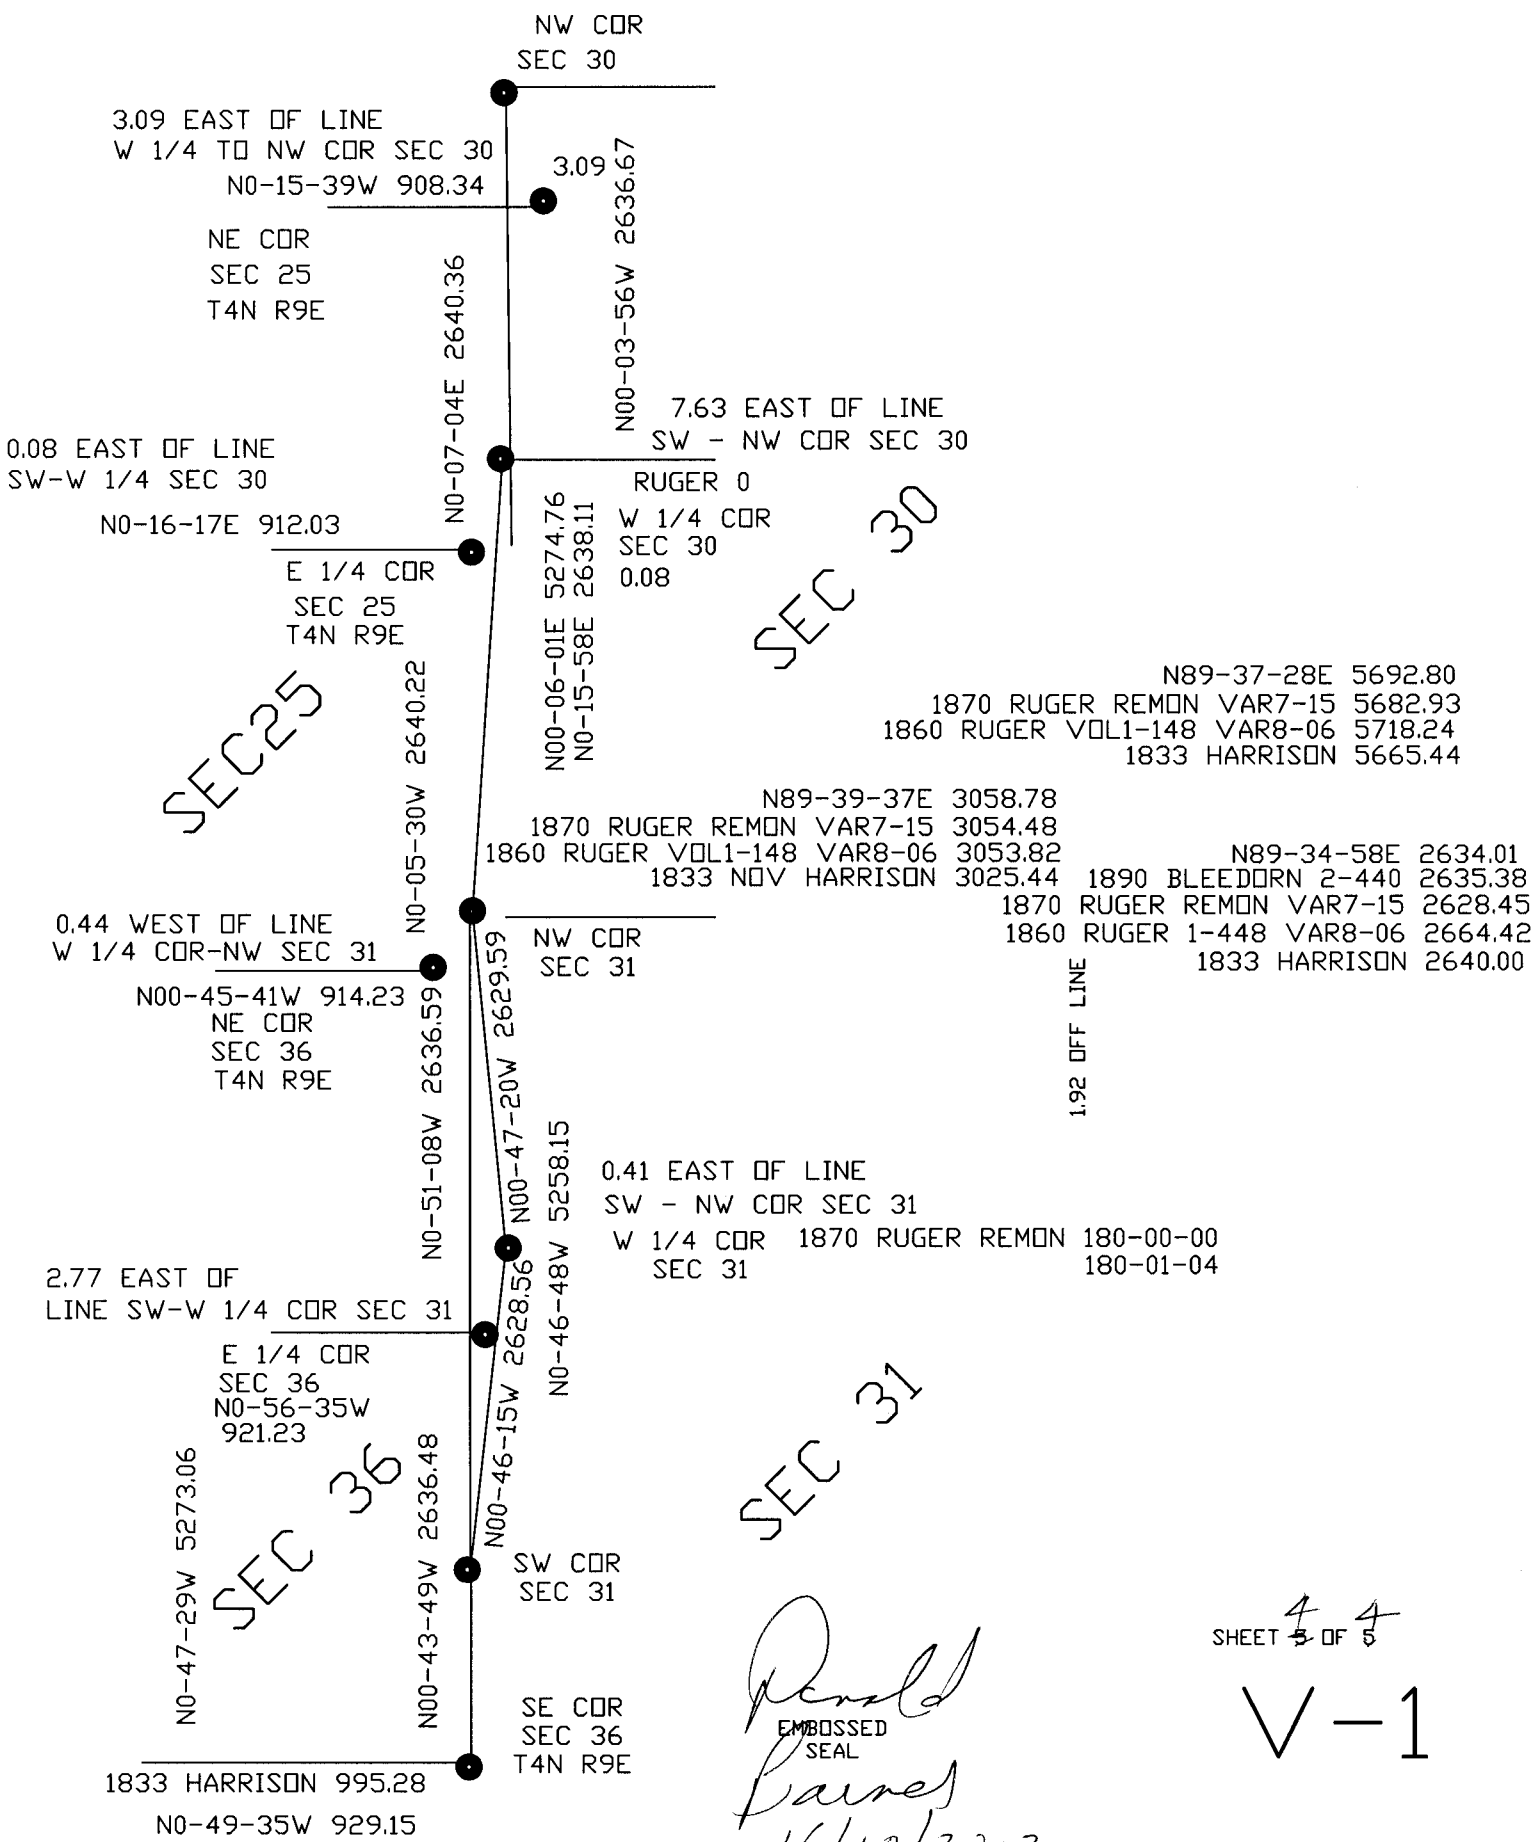 NW COR
SEC 30
3.09 EAST OF LINE
W 1/4 TO NW COR SEC 30
N0-15-39W 908.34
3.09
NE COR
SEC 25
T4N R9E
N0-07-04E 2640.36
N00-03-56W 2636.67
7.63 EAST OF LINE
SW - NW COR SEC 30
0.08 EAST OF LINE
SW-W 1/4 SEC 30
N0-16-17E 912.03
RUGER 0
W 1/4 COR
SEC 30
0.08
E 1/4 COR
SEC 25
T4N R9E
N00-06-01E 5274.76
N0-15-58E 2638.11
SEC 30
SEC25
N0-05-30W 2640.22
N89-37-28E 5692.80
1870 RUGER REMON VAR7-15 5682.93
1860 RUGER VOL1-148 VAR8-06 5718.24
1833 HARRISON 5665.44
N89-39-37E 3058.78
1870 RUGER REMON VAR7-15 3054.48
1860 RUGER VOL1-148 VAR8-06 3053.82
1833 NOV HARRISON 3025.44
N89-34-58E 2634.01
1890 BLEEDORN 2-440 2635.38
1870 RUGER REMON VAR7-15 2628.45
1860 RUGER 1-448 VAR8-06 2664.42
1833 HARRISON 2640.00
1.92 OFF LINE
0.44 WEST OF LINE
W 1/4 COR-NW SEC 31
N00-45-41W 914.23
NE COR
SEC 36
T4N R9E
NW COR
SEC 31
N0-51-08W 2636.59
N00-47-20W 2629.59
N0-46-48W 5258.15
0.41 EAST OF LINE
SW - NW COR SEC 31
W 1/4 COR
SEC 31
1870 RUGER REMON 180-00-00
180-01-04
2.77 EAST OF
LINE SW-W 1/4 COR SEC 31
E 1/4 COR
SEC 36
N0-56-35W
921.23
N00-46-15W 2628.56
SEC 31
SEC 36
N0-47-29W 5273.06
N00-43-49W 2636.48
SW COR
SEC 31
SE COR
SEC 36
T4N R9E
1833 HARRISON 995.28
N0-49-35W 929.15
Donald
EMBOSSED
SEAL
Barnes
4 4
SHEET 5 OF 5
V-1